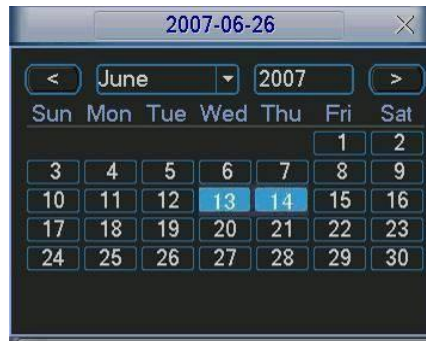 2007-06-26
< June 2007 >
Sun Mon Tue Wed Thu Fri Sat
1 2
3 4 5 6 7 8 9
10 11 12 13 14 15 16
17 18 19 20 21 22 23
24 25 26 27 28 29 30